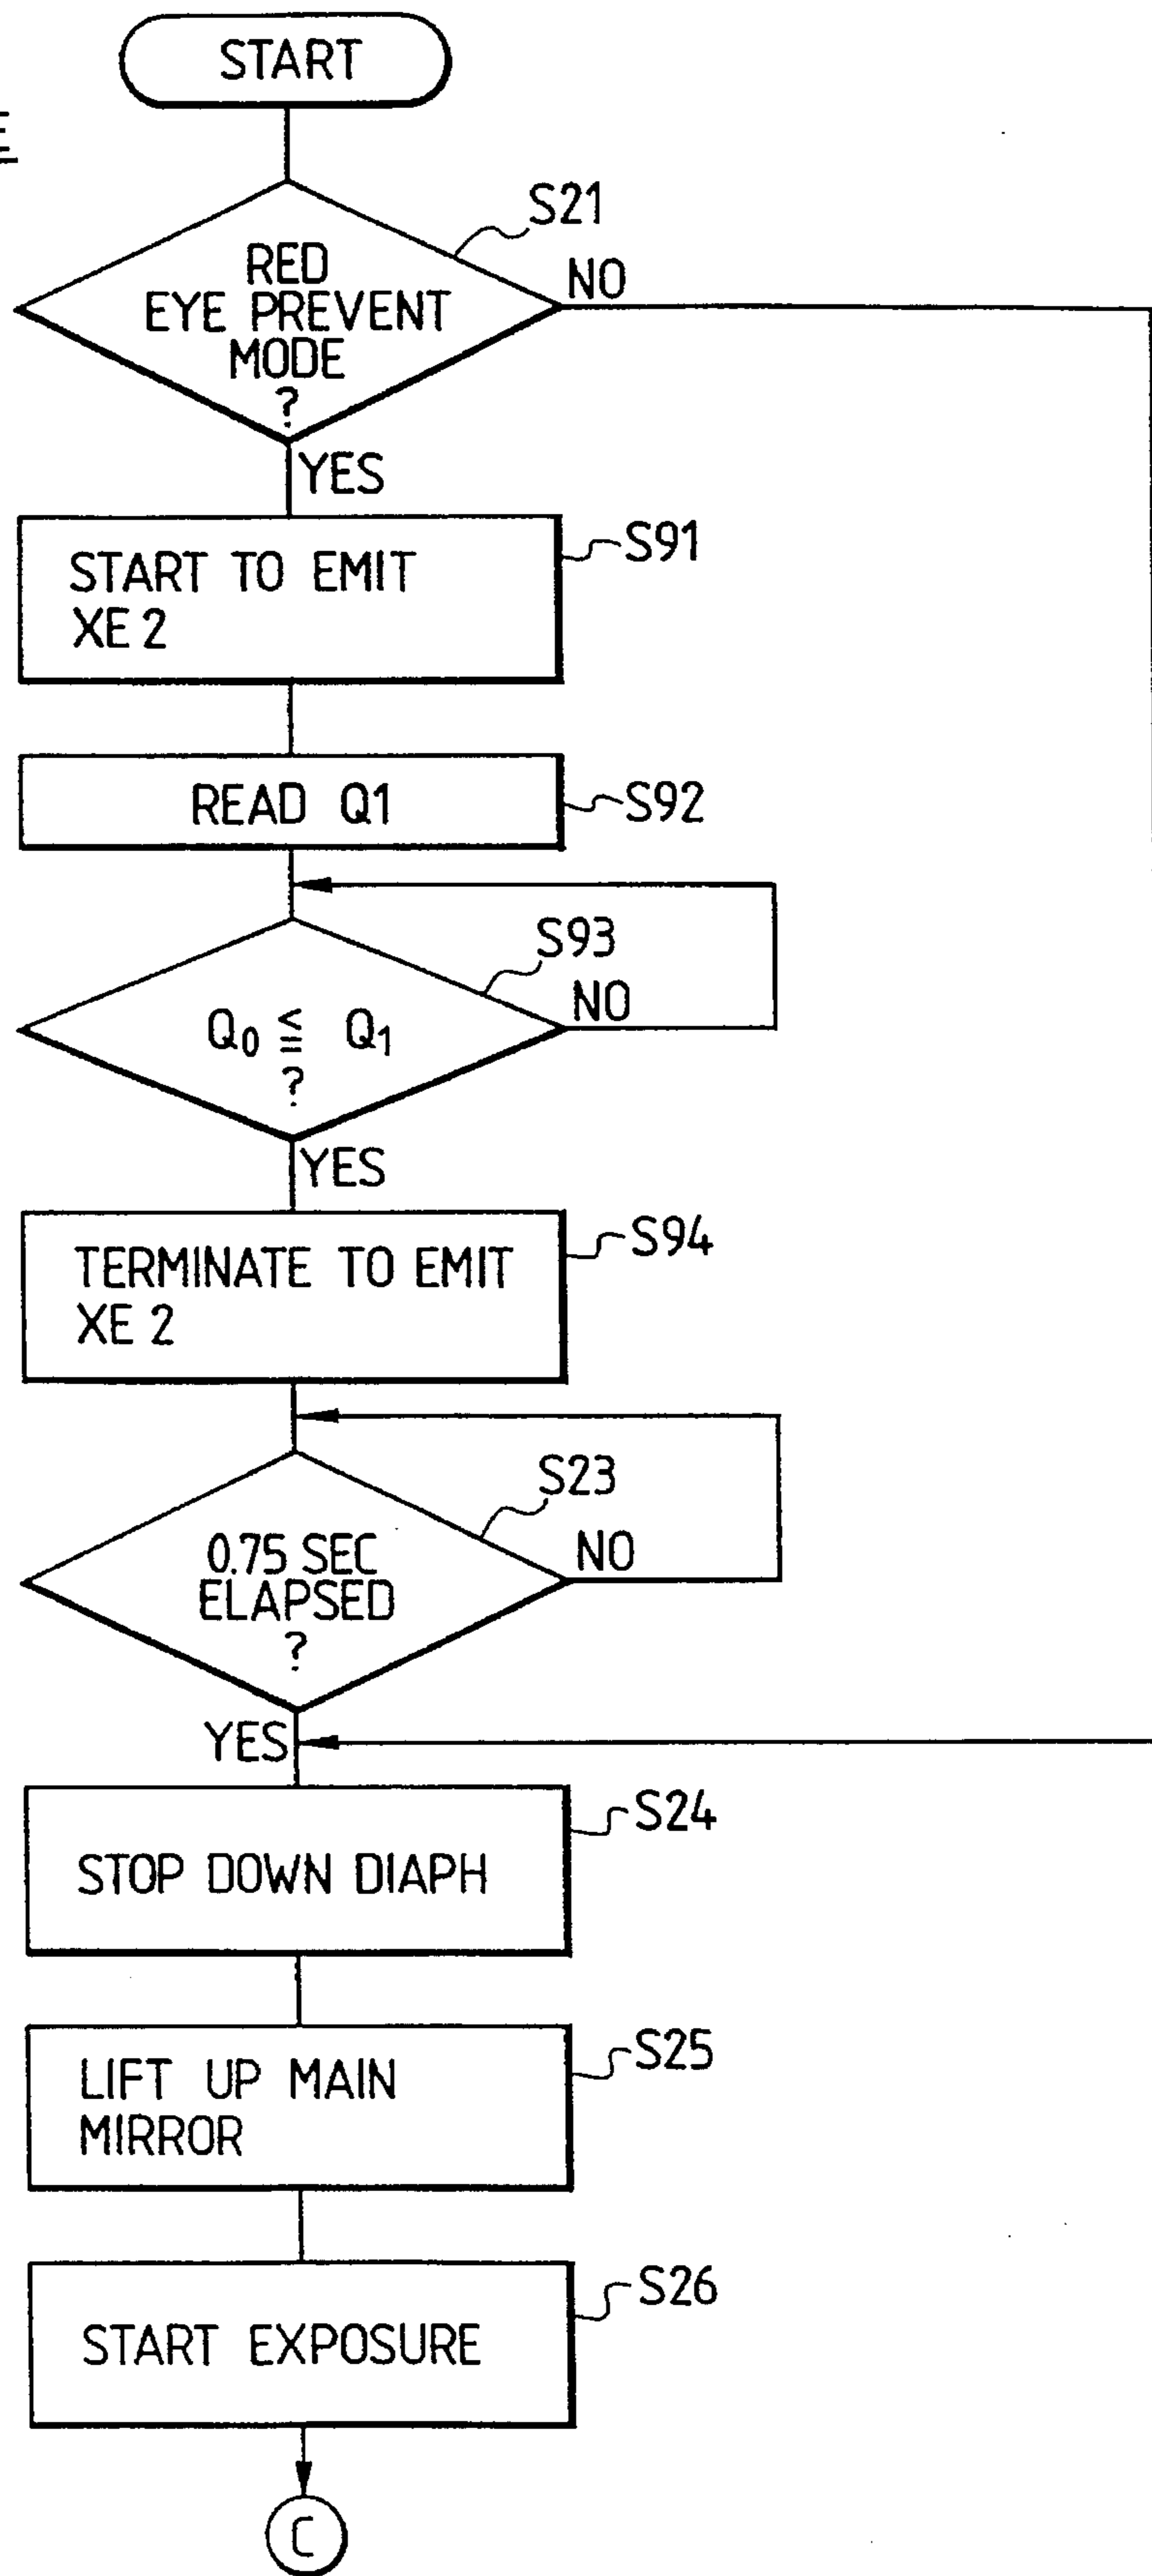 START
S21
RED
EYE PREVENT
MODE
?
NO
YES
START TO EMIT
XE 2
S91
READ Q1
S92
S93
Q₀ ≦ Q₁
?
NO
YES
TERMINATE TO EMIT
XE 2
S94
S23
0.75 SEC
ELAPSED
?
NO
YES
S24
STOP DOWN DIAPH
LIFT UP MAIN
MIRROR
S25
START EXPOSURE
S26
C